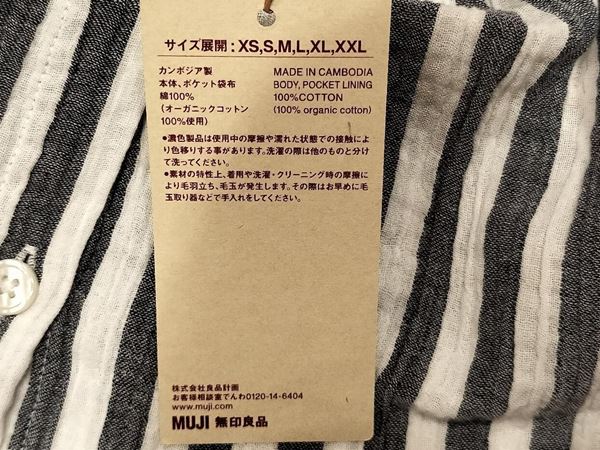 サイズ展開 : XS,S,M,L,XL,XXL
カンボジア製
本体、ポケット袋布
綿100%
(オーガニックコットン
100%使用)
MADE IN CAMBODIA
BODY, POCKET LINING
100%COTTON
(100% organic cotton)
●濃色製品は使用中の摩擦や濡れた状態での接触によ
り色移りする事があります。洗濯の際は他のものと分け
て洗ってください。
●素材の特性上、着用や洗濯・クリーニング時の摩擦に
より毛羽立ち、毛玉が発生します。その際はお早めに毛
玉取り器などで手入れをしてください。
株式会社良品計画
お客様相談室でんわ0120-14-6404
www.muji.com
MUJI 無印良品